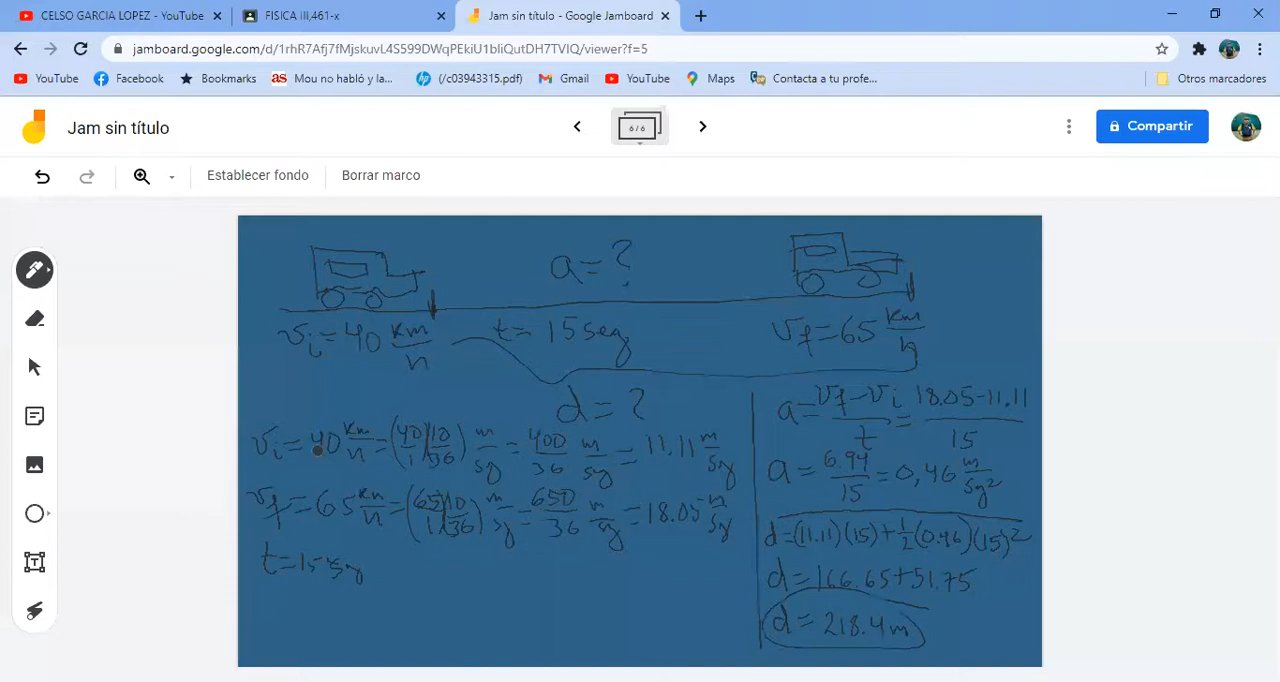 CELSO GARCIA LOPEZ - YouTube
FISICA III,461-x
Jam sin título - Google Jamboard
jamboard.google.com/d/1rhR7Afj7fMjskuvL4S599DWqPEkiU1bIiQutDH7TVIQ/viewer?f=5
YouTube
Facebook
Bookmarks
as Mou no habló y la...
hp (/c03943315.pdf)
Gmail
YouTube
Maps
Contacta a tu profe...
Otros marcadores
Jam sin título
6 / 6
Compartir
Establecer fondo
Borrar marco
a = ?
vi = 40 km/h
t = 15 seg
vf = 65 km/h
d = ?
vi = 40 km/h = (40/1)(10/36) m/sg = 400/36 m/sg = 11.11 m/sg
vf = 65 km/h = (65/1)(10/36) m/sg = 650/36 m/sg = 18.05 m/sg
t = 15 sg
a = vf - vi / t = 18.05 - 11.11 / 15
a = 6.94/15 = 0,46 m/sg²
d = (11.11)(15) + 1/2 (0.46)(15)²
d = 166.65 + 51.75
d = 218.4 m